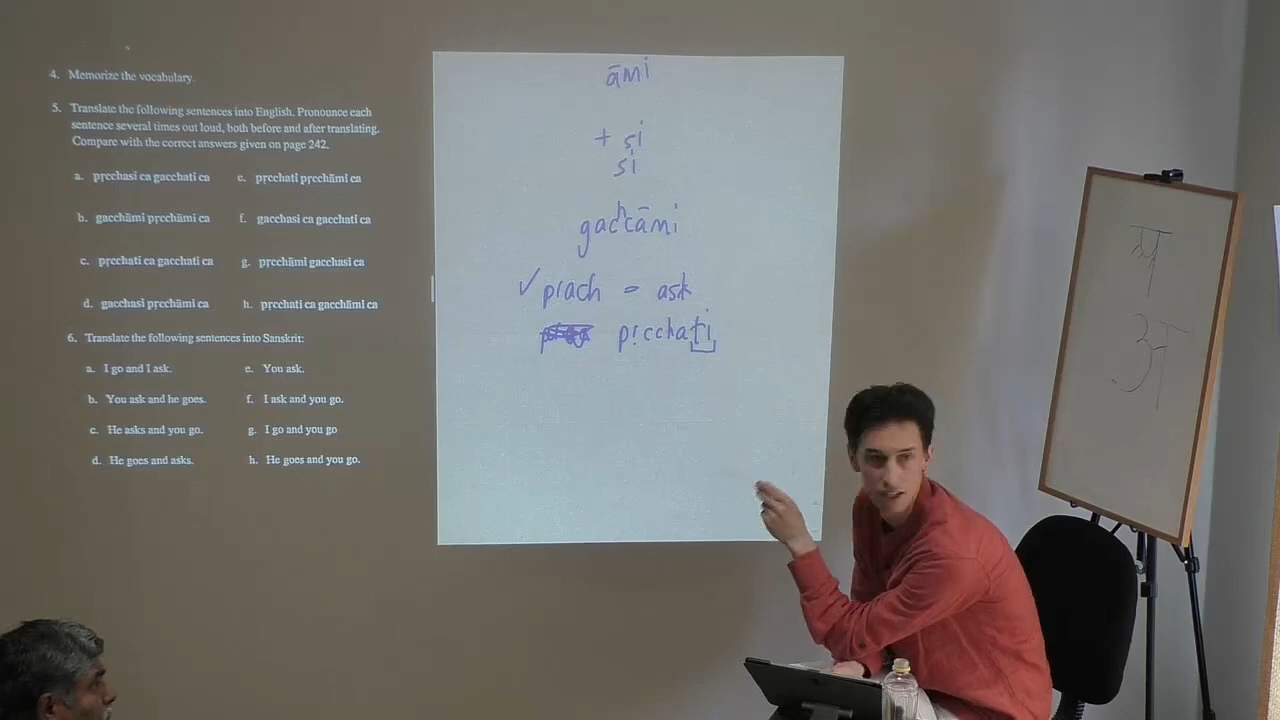 4. Memorize the vocabulary.
5. Translate the following sentences into English. Pronounce each
sentence several times out loud, both before and after translating.
Compare with the correct answers given on page 242.
a. pṛcchasi ca gacchati ca
e. pṛcchati pṛcchāmi ca
b. gacchāmi pṛcchāmi ca
f. gacchasi ca gacchati ca
c. pṛcchati ca gacchati ca
g. pṛcchāmi gacchasi ca
d. gacchasi pṛcchāmi ca
h. pṛcchati ca gacchāmi ca
6. Translate the following sentences into Sanskrit:
a. I go and I ask.
e. You ask.
b. You ask and he goes.
f. I ask and you go.
c. He asks and you go.
g. I go and you go
d. He goes and asks.
h. He goes and you go.
āmi
+ si
si
gacchāmi
✓prach = ask
pṛcchati
अ